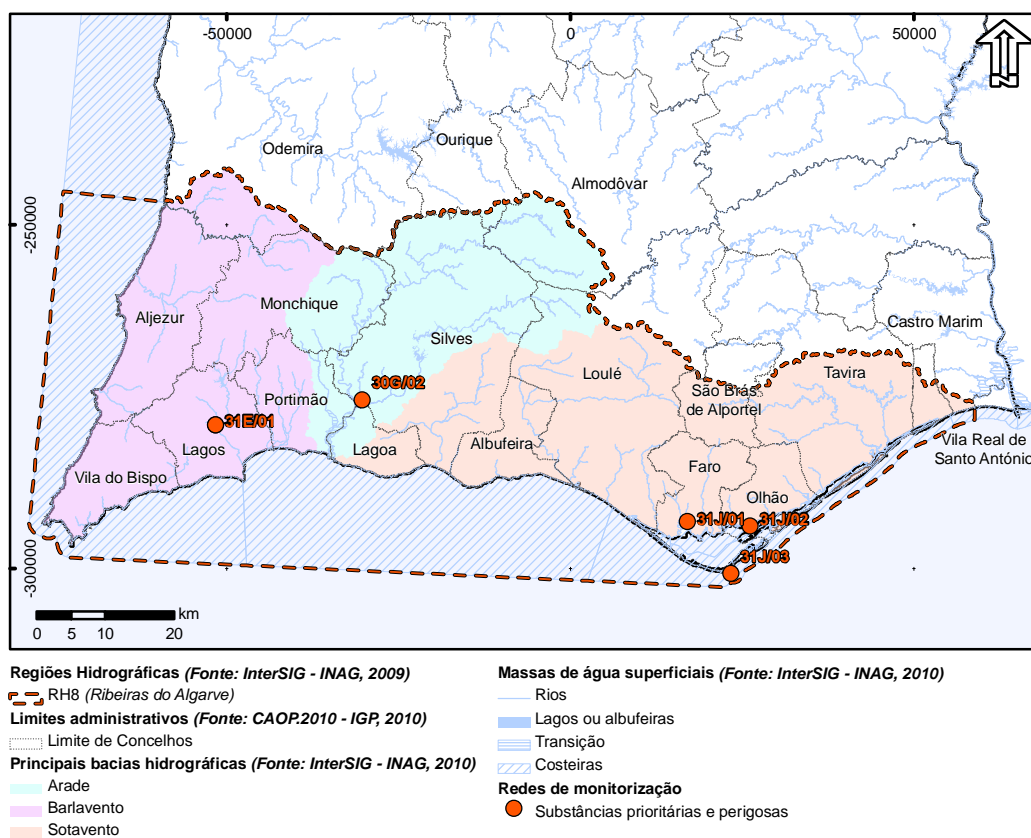 -50000 0 50000
N
Odemira
Ourique
Almodôvar
-250000
Monchique
Aljezur
Silves
Castro Marim
Loulé
Tavira
30G/02
São Brás
de Alportel
Portimão
31E/01
Lagos
Lagoa
Albufeira
Vila Real de
Santo António
Vila do Bispo
Faro
Olhão
31J/01
31J/02
31J/03
-300000
km
0 5 10 20
Regiões Hidrográficas (Fonte: InterSIG - INAG, 2009)
RH8 (Ribeiras do Algarve)
Limites administrativos (Fonte: CAOP.2010 - IGP, 2010)
Limite de Concelhos
Principais bacias hidrográficas (Fonte: InterSIG - INAG, 2010)
Arade
Barlavento
Sotavento
Massas de água superficiais (Fonte: InterSIG - INAG, 2010)
Rios
Lagos ou albufeiras
Transição
Costeiras
Redes de monitorização
Substâncias prioritárias e perigosas